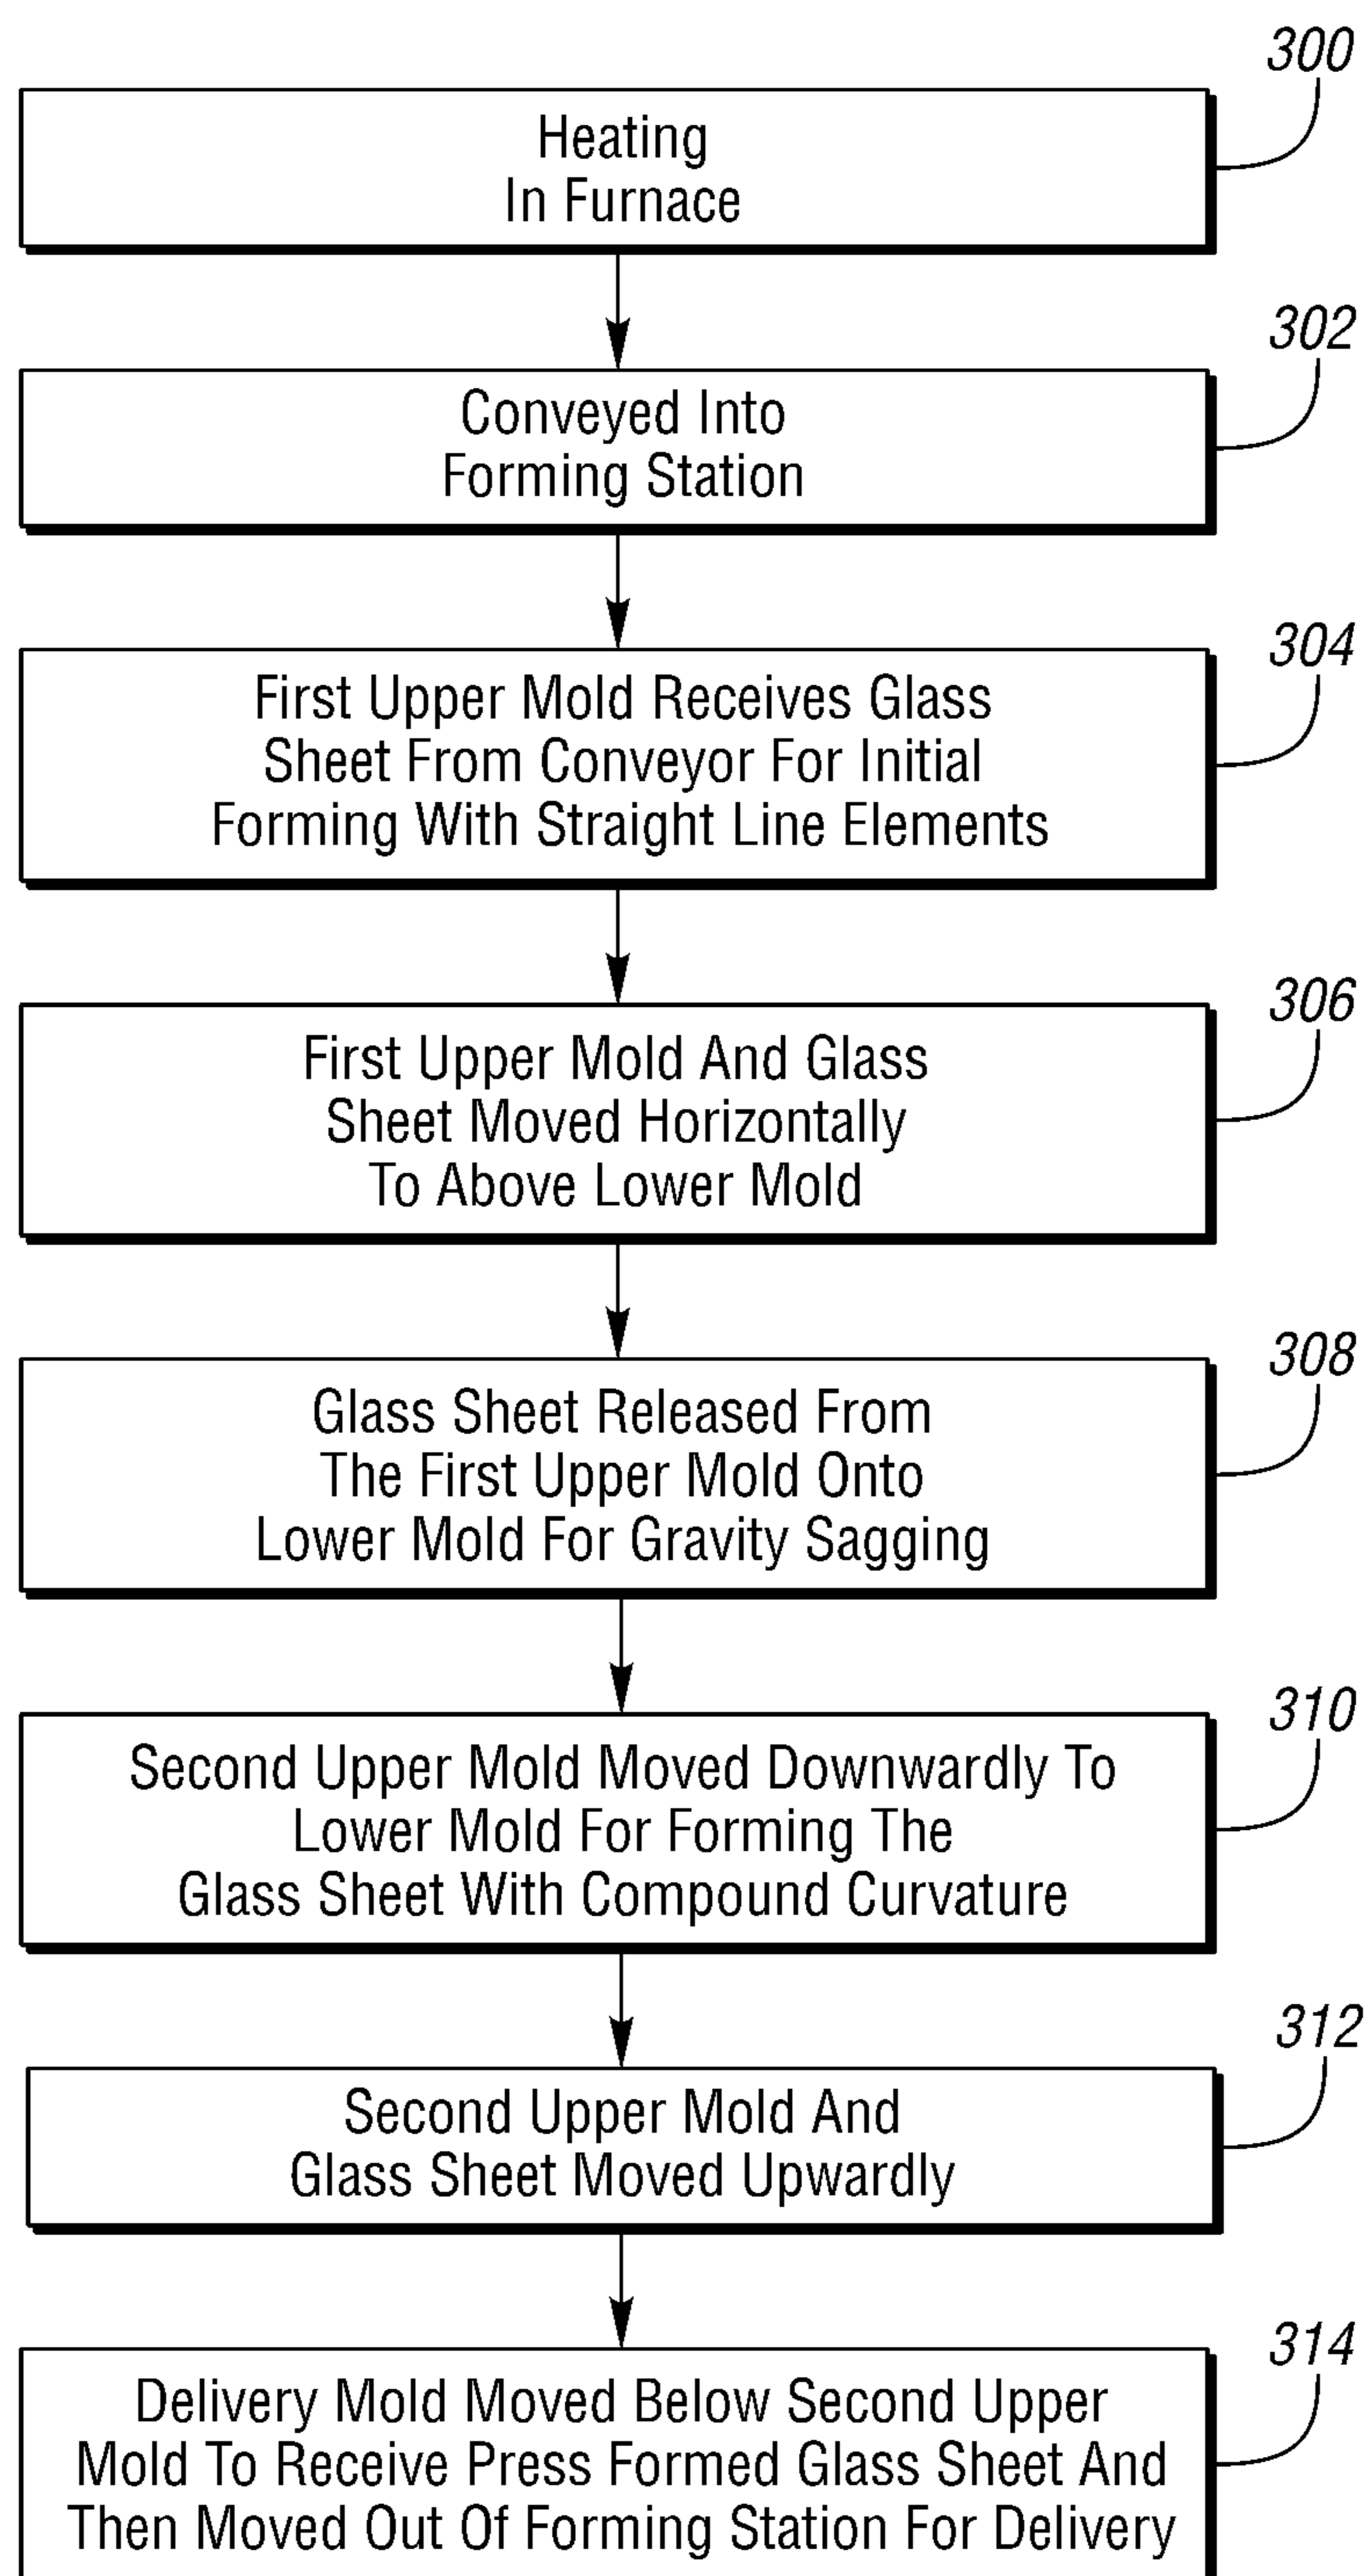 300
Heating
In Furnace
302
Conveyed Into
Forming Station
304
First Upper Mold Receives Glass
Sheet From Conveyor For Initial
Forming With Straight Line Elements
306
First Upper Mold And Glass
Sheet Moved Horizontally
To Above Lower Mold
308
Glass Sheet Released From
The First Upper Mold Onto
Lower Mold For Gravity Sagging
310
Second Upper Mold Moved Downwardly To
Lower Mold For Forming The
Glass Sheet With Compound Curvature
312
Second Upper Mold And
Glass Sheet Moved Upwardly
314
Delivery Mold Moved Below Second Upper
Mold To Receive Press Formed Glass Sheet And
Then Moved Out Of Forming Station For Delivery